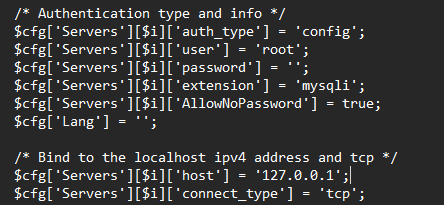 /* Authentication type and info */
$cfg['Servers'][$i]['auth_type'] = 'config';
$cfg['Servers'][$i]['user'] = 'root';
$cfg['Servers'][$i]['password'] = '';
$cfg['Servers'][$i]['extension'] = 'mysqli';
$cfg['Servers'][$i]['AllowNoPassword'] = true;
$cfg['Lang'] = '';

/* Bind to the localhost ipv4 address and tcp */
$cfg['Servers'][$i]['host'] = '127.0.0.1';
$cfg['Servers'][$i]['connect_type'] = 'tcp';